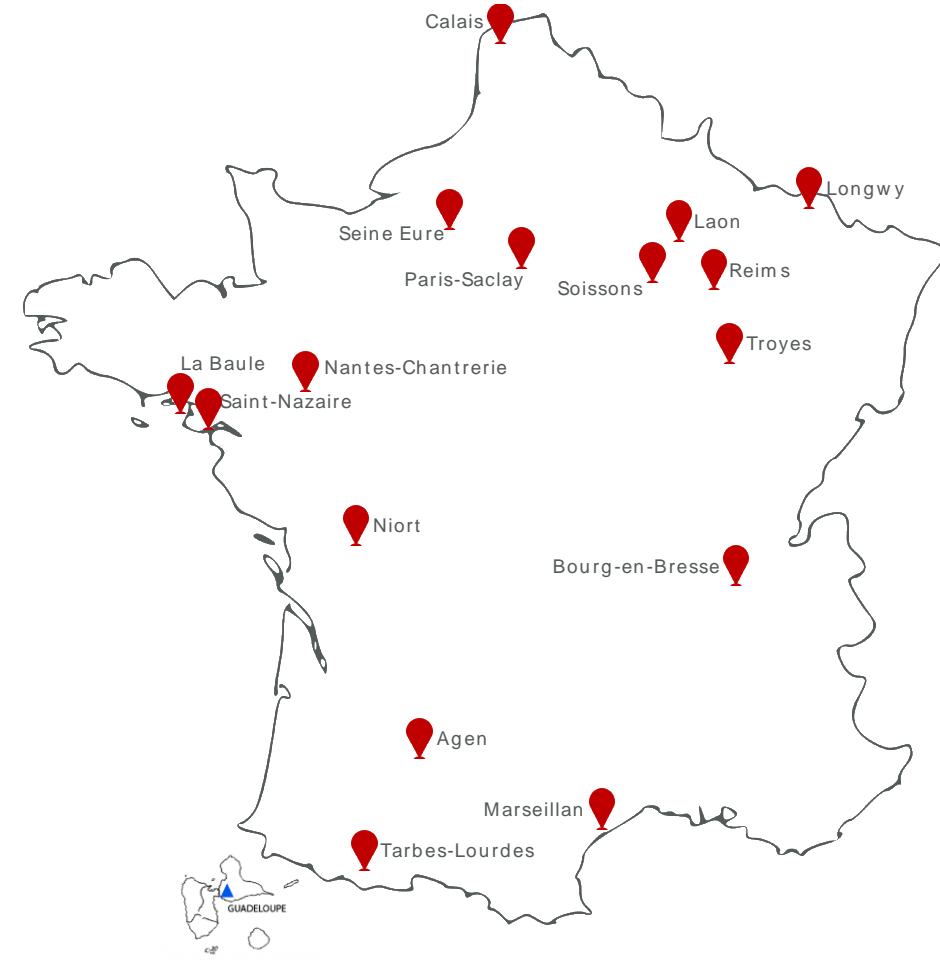 Calais
Longwy
Laon
Seine Eure
Paris-Saclay
Reims
Soissons
Troyes
La Baule
Nantes-Chantrerie
Saint-Nazaire
Niort
Bourg-en-Bresse
Agen
Marseillan
Tarbes-Lourdes
GUADELOUPE